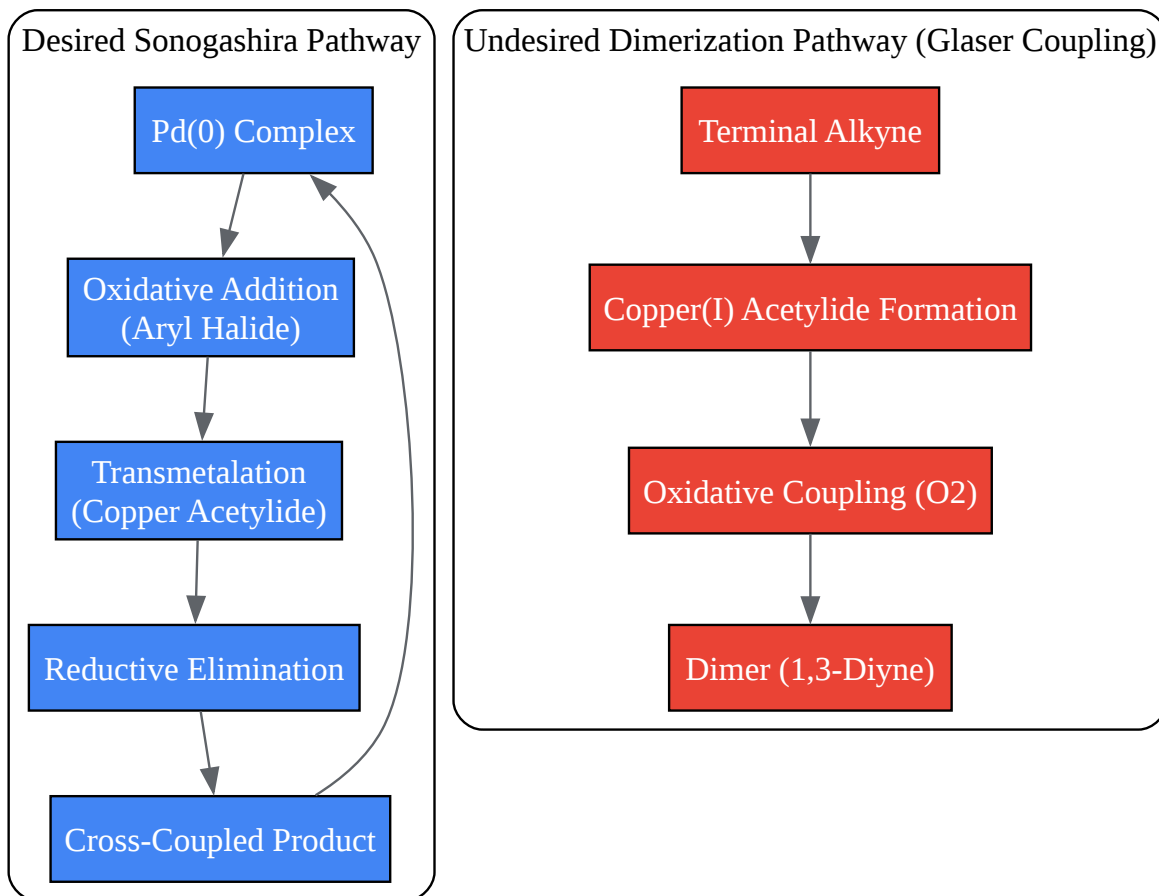 Desired Sonogashira Pathway
Pd(0) Complex
Oxidative Addition
(Aryl Halide)
Transmetalation
(Copper Acetylide)
Reductive Elimination
Cross-Coupled Product
Undesired Dimerization Pathway (Glaser Coupling)
Terminal Alkyne
Copper(I) Acetylide Formation
Oxidative Coupling (O2)
Dimer (1,3-Diyne)